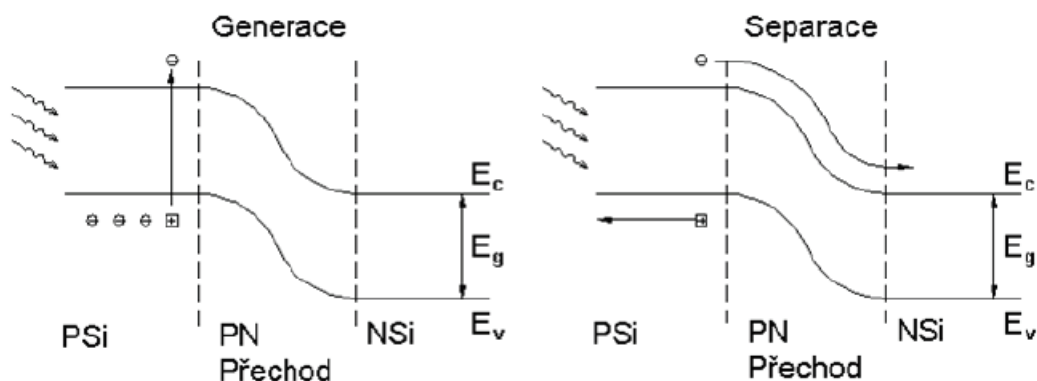 Generace
E_c
E_g
E_v
PSi
PN
Přechod
NSi
Separace
E_c
E_g
E_v
PSi
PN
Přechod
NSi